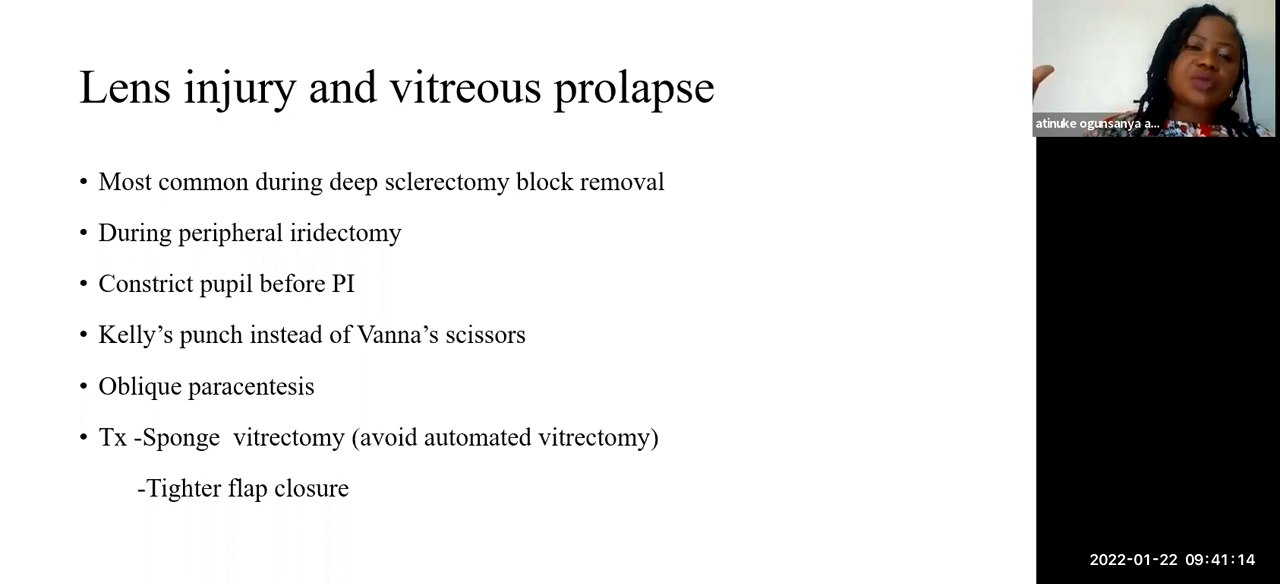 Lens injury and vitreous prolapse
• Most common during deep sclerectomy block removal
• During peripheral iridectomy
• Constrict pupil before PI
• Kelly’s punch instead of Vanna’s scissors
• Oblique paracentesis
• Tx -Sponge  vitrectomy (avoid automated vitrectomy)
-Tighter flap closure
atinuke ogunsanya a...
2022-01-22 09:41:14